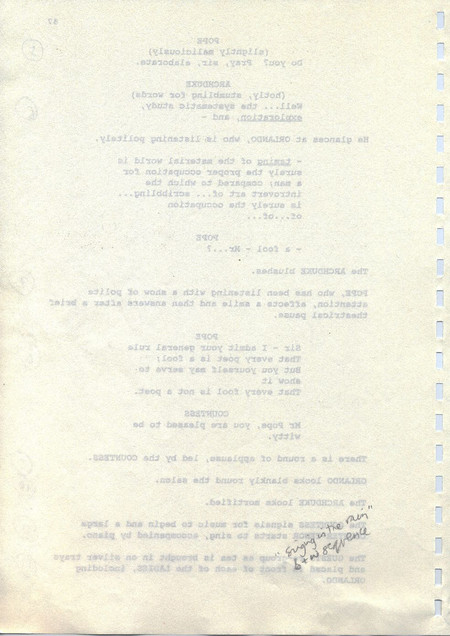 47
POPE
(slightly maliciously)
Do you? Pray, sir, elaborate.
ARCHDUKE
(hotly, stumbling for words)
Well... the systematic study,
exploration, and -
He glances at ORLANDO, who is listening politely.
- taming of the material world is
surely the proper occupation for
a man; compared to which the
introvert art of... scribbling...
is surely the occupation
of...of...
POPE
- a fool - Mr...?
The ARCHDUKE blushes.
POPE, who has been listening with a show of polite
attention, affects a smile and then answers after a brief
theatrical pause.
POPE
Sir - I admit your general rule
That every poet is a fool;
But you yourself may serve to
show it
That every fool is not a poet.
COUNTESS
Mr Pope, you are pleased to be
witty.
There is a round of applause, led by the COUNTESS.
ORLANDO looks blankly round the salon.
The ARCHDUKE looks mortified.
The COUNTESS signals for music to begin and a large
starts to sing, accompanied by piano.
The cup as tea is brought in on silver trays
and placed in front of each of the LADIES, including
ORLANDO.
"Singing in the rain"
b+w sequence